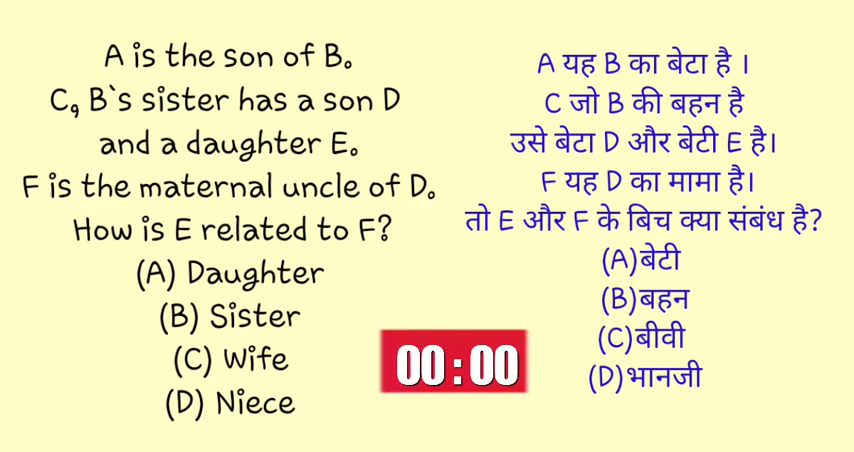 A is the son of B.
C, B`s sister has a son D
and a daughter E.
F is the maternal uncle of D.
How is E related to F?
(A) Daughter
(B) Sister
(C) Wife
(D) Niece
A यह B का बेटा है ।
C जो B की बहन है
उसे बेटा D और बेटी E है।
F यह D का मामा है।
तो E और F के बिच क्या संबंध है?
(A)बेटी
(B)बहन
(C)बीवी
(D)भानजी
00:00